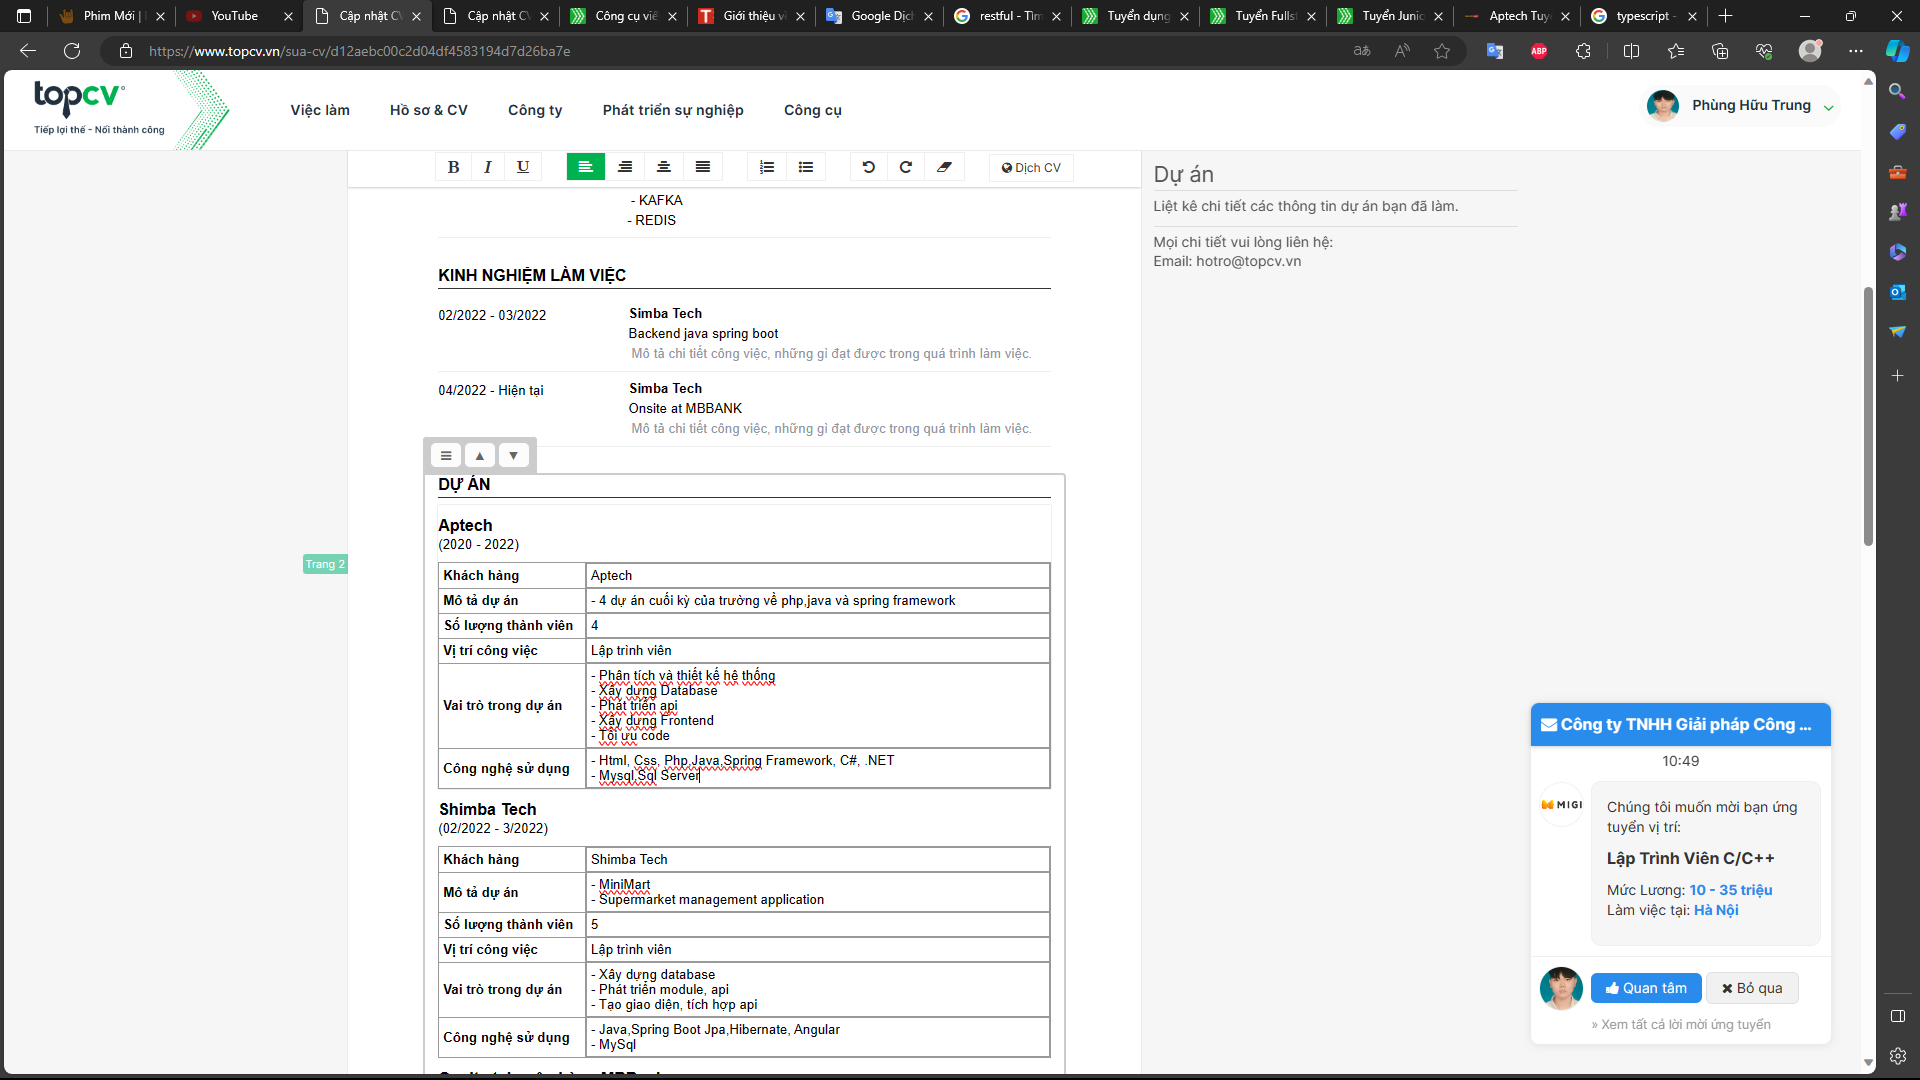 Phim Mới |
YouTube
Cập nhật C
Cập nhật C
Công cụ viế
Giới thiệu v
Google Dịc
restful - Tìm
Tuyển dụng
Tuyển Fulls
Tuyển Junio
Aptech Tuy
typescript -
https://www.topcv.vn/sua-cv/d12aebc00c2d04df4583194d7d26ba7e
topcv
Tiếp lợi thế - Nối thành công
Việc làm
Hồ sơ & CV
Công ty
Phát triển sự nghiệp
Công cụ
Phùng Hữu Trung
B I U
Dịch CV
- KAFKA
- REDIS
KINH NGHIỆM LÀM VIỆC
02/2022 - 03/2022
Simba Tech
Backend java spring boot
Mô tả chi tiết công việc, những gì đạt được trong quá trình làm việc.
04/2022 - Hiện tại
Simba Tech
Onsite at MBBANK
Mô tả chi tiết công việc, những gì đạt được trong quá trình làm việc.
DỰ ÁN
Aptech
(2020 - 2022)
Trang 2
Khách hàng
Aptech
Mô tả dự án
- 4 dự án cuối kỳ của trường về php,java và spring framework
Số lượng thành viên
4
Vị trí công việc
Lập trình viên
Vai trò trong dự án
- Phân tích và thiết kế hệ thống
- Xây dựng Database
- Phát triển api
- Xây dựng Frontend
- Tối ưu code
Công nghệ sử dụng
- Html, Css, Php,Java,Spring Framework, C#, .NET
- Mysql,Sql Server
Shimba Tech
(02/2022 - 3/2022)
Khách hàng
Shimba Tech
Mô tả dự án
- MiniMart
- Supermarket management application
Số lượng thành viên
5
Vị trí công việc
Lập trình viên
Vai trò trong dự án
- Xây dựng database
- Phát triển module, api
- Tạo giao diện, tích hợp api
Công nghệ sử dụng
- Java,Spring Boot Jpa,Hibernate, Angular
- MySql
Dự án
Liệt kê chi tiết các thông tin dự án bạn đã làm.
Mọi chi tiết vui lòng liên hệ:
Email: hotro@topcv.vn
Công ty TNHH Giải pháp Công ...
10:49
MIGI
Chúng tôi muốn mời bạn ứng
tuyển vị trí:
Lập Trình Viên C/C++
Mức Lương: 10 - 35 triệu
Làm việc tại: Hà Nội
Quan tâm
Bỏ qua
» Xem tất cả lời mời ứng tuyển